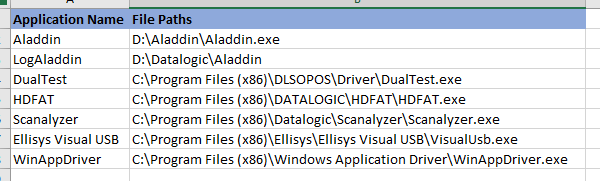 Application Name File Paths
Aladdin D:\Aladdin\Aladdin.exe
LogAladdin D:\Datalogic\Aladdin
DualTest C:\Program Files (x86)\DLSOPOS\Driver\DualTest.exe
HDFAT C:\Program Files (x86)\DATALOGIC\HDFAT\HDFAT.exe
Scanalyzer C:\Program Files (x86)\Datalogic\Scanalyzer\Scanalyzer.exe
Ellisys Visual USB C:\Program Files (x86)\Ellisys\Ellisys Visual USB\VisualUsb.exe
WinAppDriver C:\Program Files (x86)\Windows Application Driver\WinAppDriver.exe